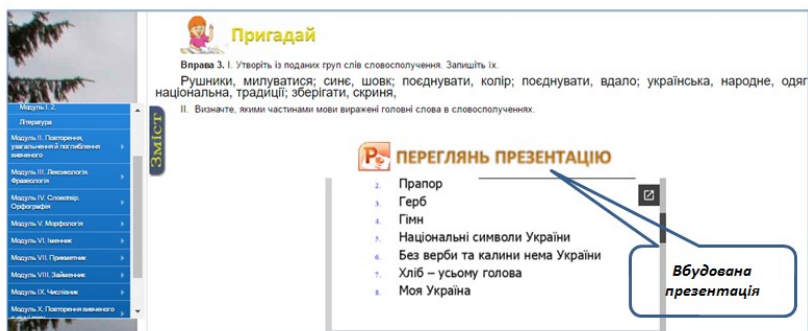 Пригадай
Вправа 3. І. Утворіть із поданих груп слів словосполучення. Запишіть їх.
Рушники, милуватися; синє, шовк; поєднувати, колір; поєднувати, вдало; українська, народне, одяг
національна, традиції; зберігати, скриня,
ІІ. Визначте, якими частинами мови виражені головні слова в словосполученнях.
Модуль І. 2.
Література
Модуль ІІ. Повторення,
узагальнення й поглиблення
вивченого
Модуль ІІІ. Лексикологія.
Фразеологія
Модуль IV. Словотвір.
Орфографія
Модуль V. Морфологія
Модуль VI. Іменник
Модуль VII. Прикметник
Модуль VIII. Займенник
Модуль IX. Числівник
Модуль X. Повторення вивченого
Зміст
ПЕРЕГЛЯНЬ ПРЕЗЕНТАЦІЮ
2. Прапор
3. Герб
4. Гімн
5. Національні символи України
6. Без верби та калини нема України
7. Хліб – усьому голова
8. Моя Україна
Вбудована
презентація